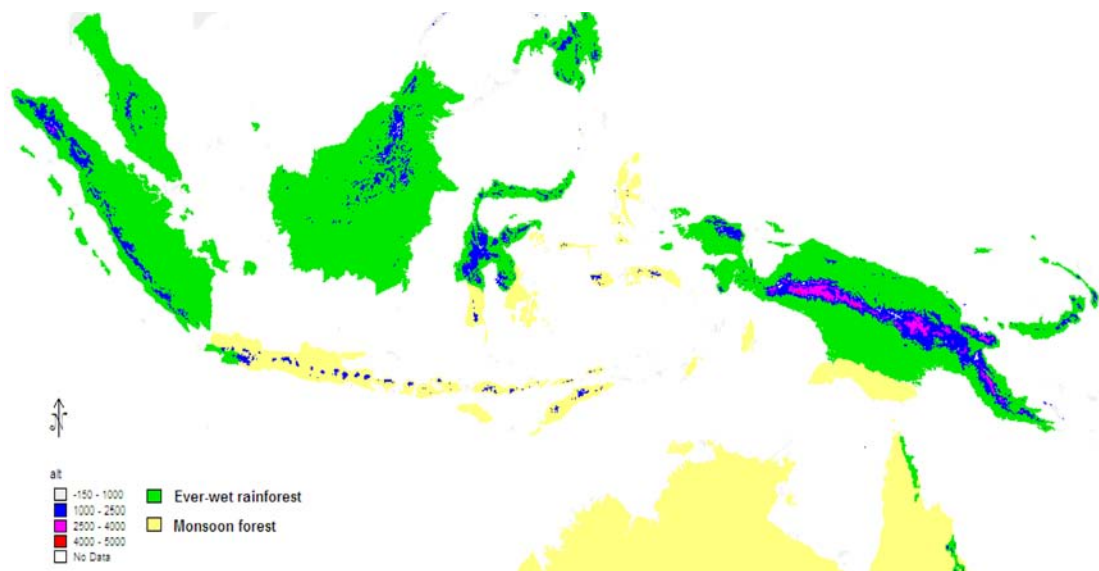 alt
-150 - 1000
1000 - 2500
2500 - 4000
4000 - 5000
No Data
Ever-wet rainforest
Monsoon forest